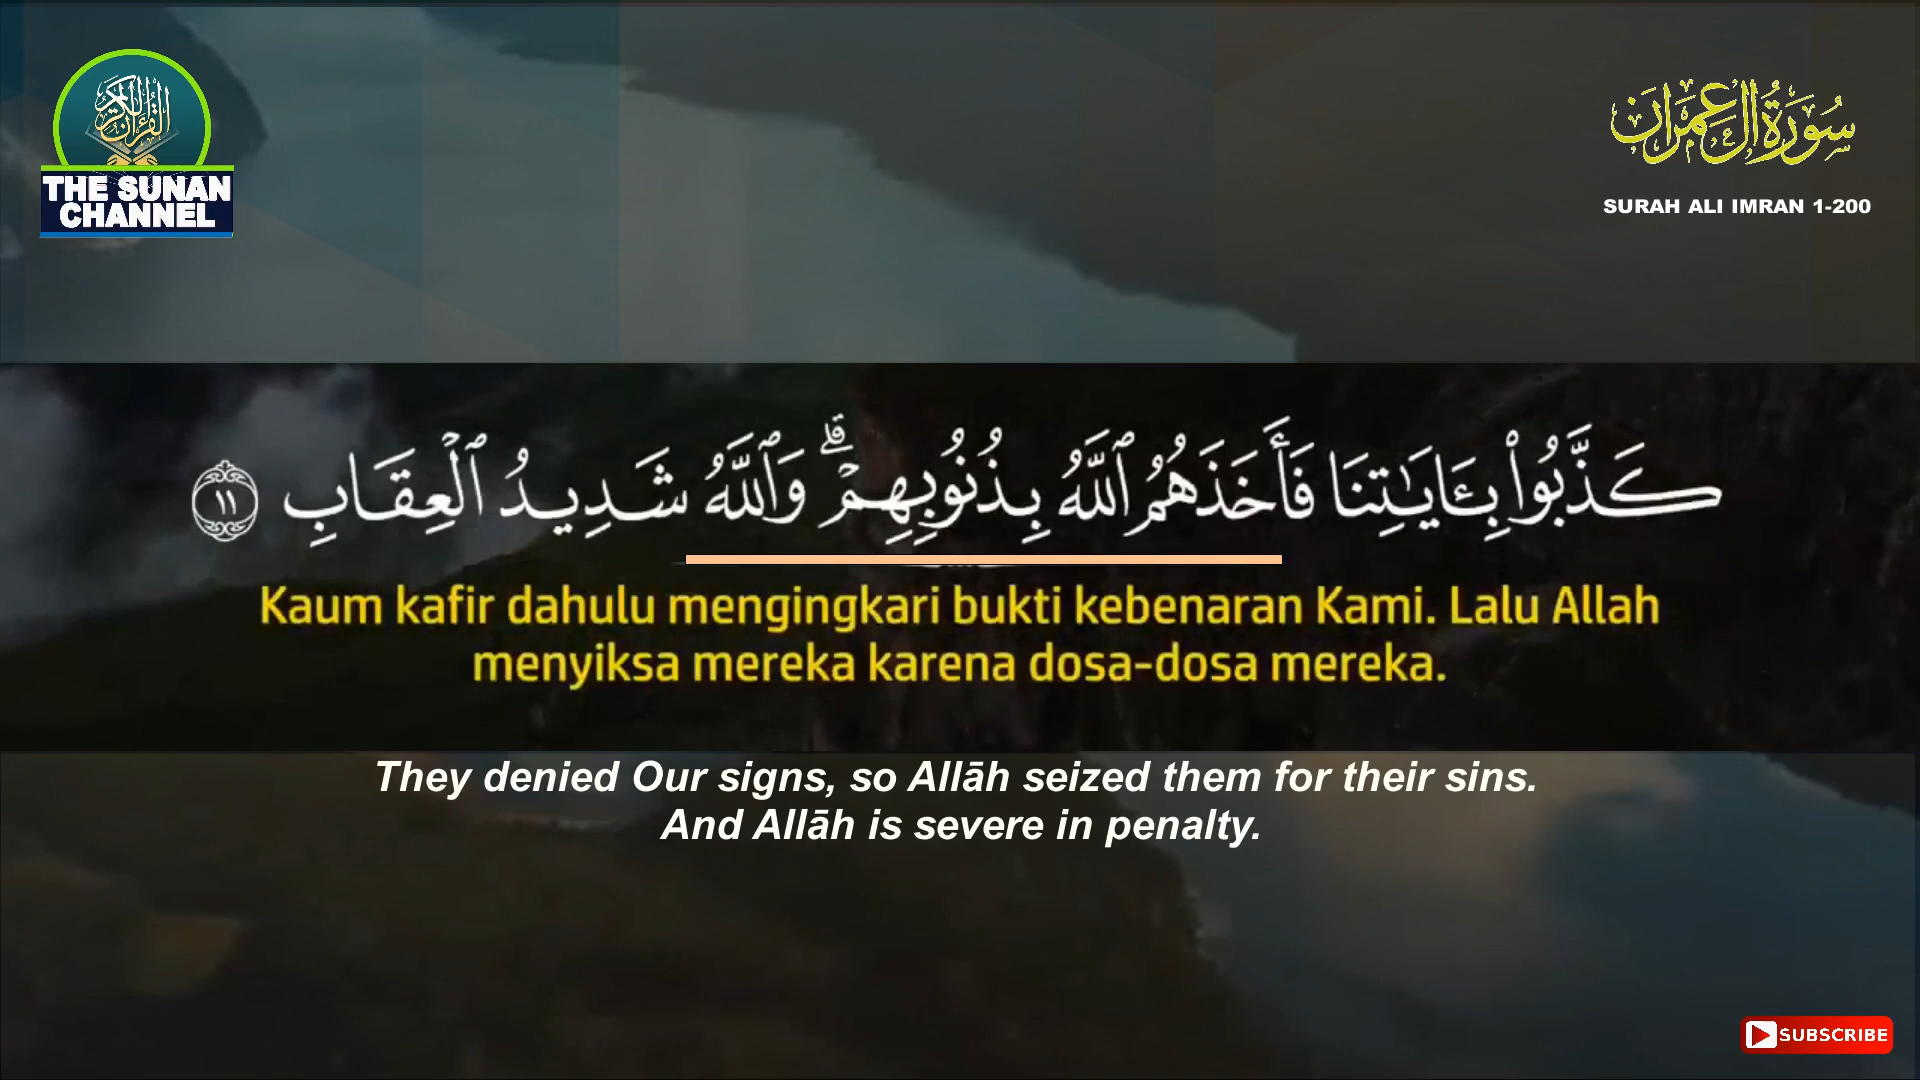 القرآن الكريم
THE SUNAN
CHANNEL
سُورَةُ آلِ عِمْرَان
SURAH ALI IMRAN 1-200
كَذَّبُوا۟ بِـَٔايَـٰتِنَا فَأَخَذَهُمُ ٱللَّهُ بِذُنُوبِهِمْ ۗ وَٱللَّهُ شَدِيدُ ٱلْعِقَابِ ١١
Kaum kafir dahulu mengingkari bukti kebenaran Kami. Lalu Allah
menyiksa mereka karena dosa-dosa mereka.
They denied Our signs, so Allāh seized them for their sins.
And Allāh is severe in penalty.
SUBSCRIBE